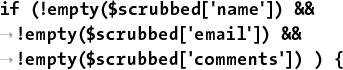 if (!empty($scrubbed['name']) &&
→!empty($scrubbed['email']) &&
→!empty($scrubbed['comments']) ) {